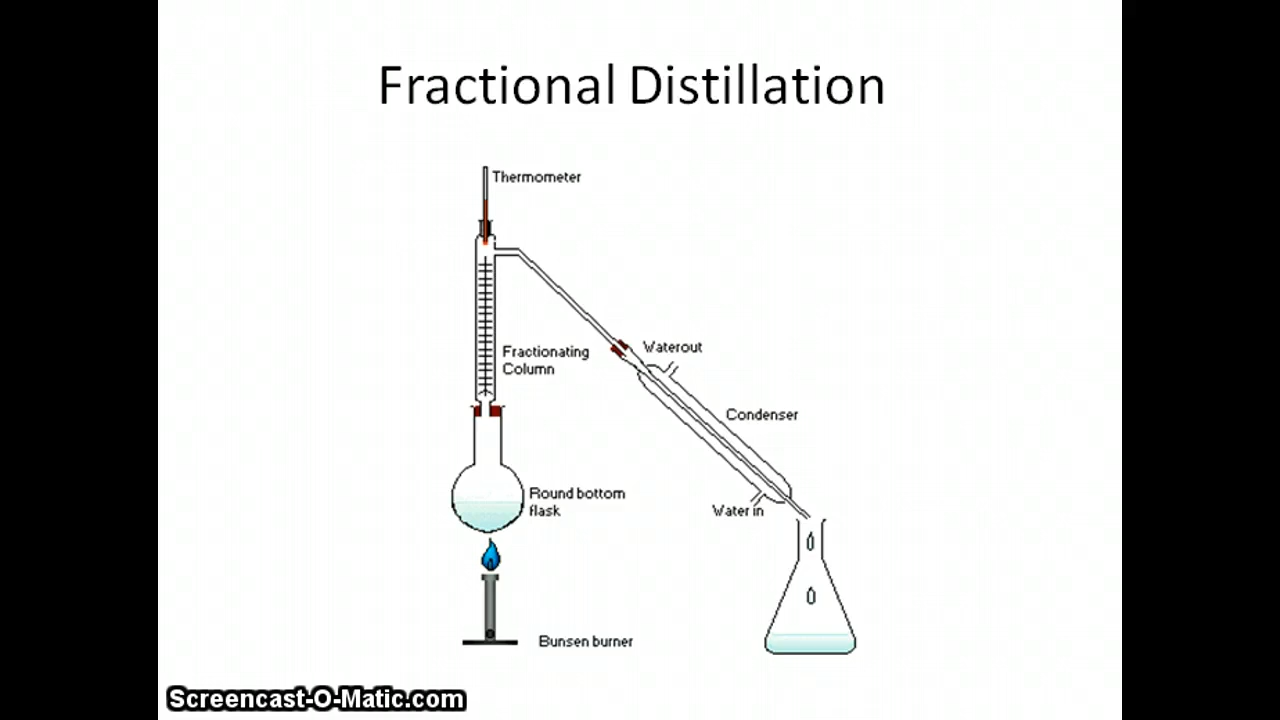 Fractional Distillation
Thermometer
Waterout
Fractionating
Column
Condenser
Round bottom
flask
Water in
Bunsen burner
Screencast-O-Matic.com